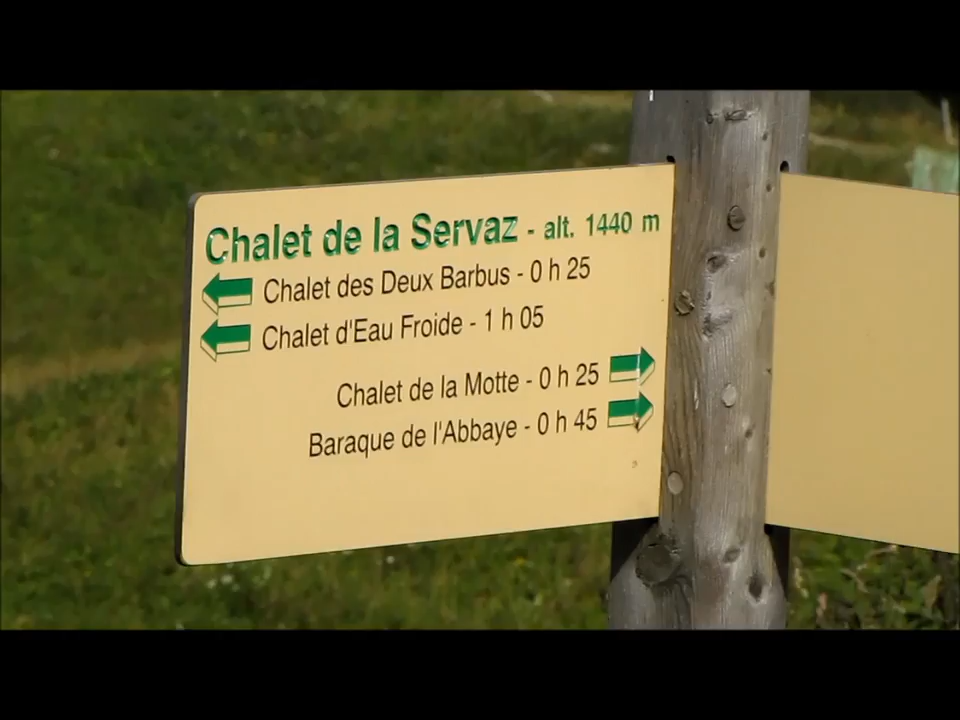 Chalet de la Servaz - alt. 1440 m
Chalet des Deux Barbus - 0 h 25
Chalet d'Eau Froide - 1 h 05
Chalet de la Motte - 0 h 25
Baraque de l'Abbaye - 0 h 45